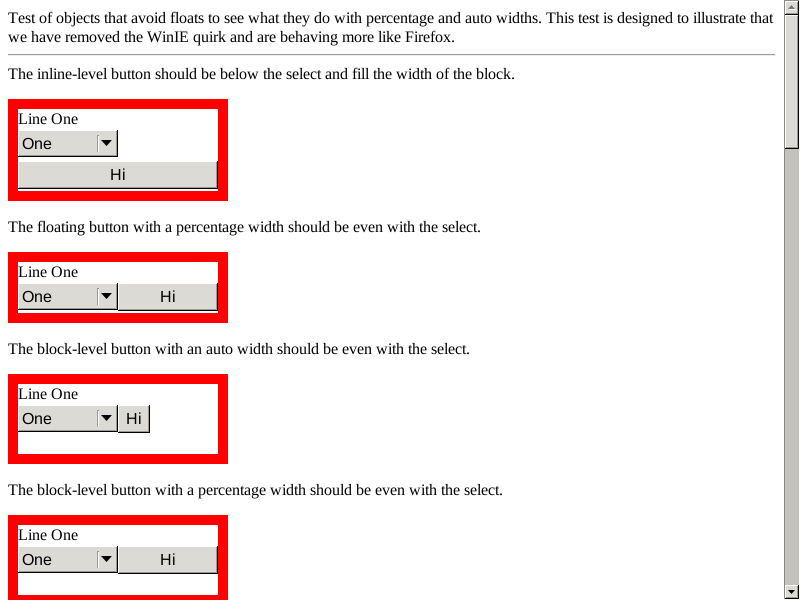 Test of objects that avoid floats to see what they do with percentage and auto widths. This test is designed to illustrate that
we have removed the WinIE quirk and are behaving more like Firefox.
The inline-level button should be below the select and fill the width of the block.
Line One
One
Hi
The floating button with a percentage width should be even with the select.
Line One
One Hi
The block-level button with an auto width should be even with the select.
Line One
One Hi
The block-level button with a percentage width should be even with the select.
Line One
One Hi